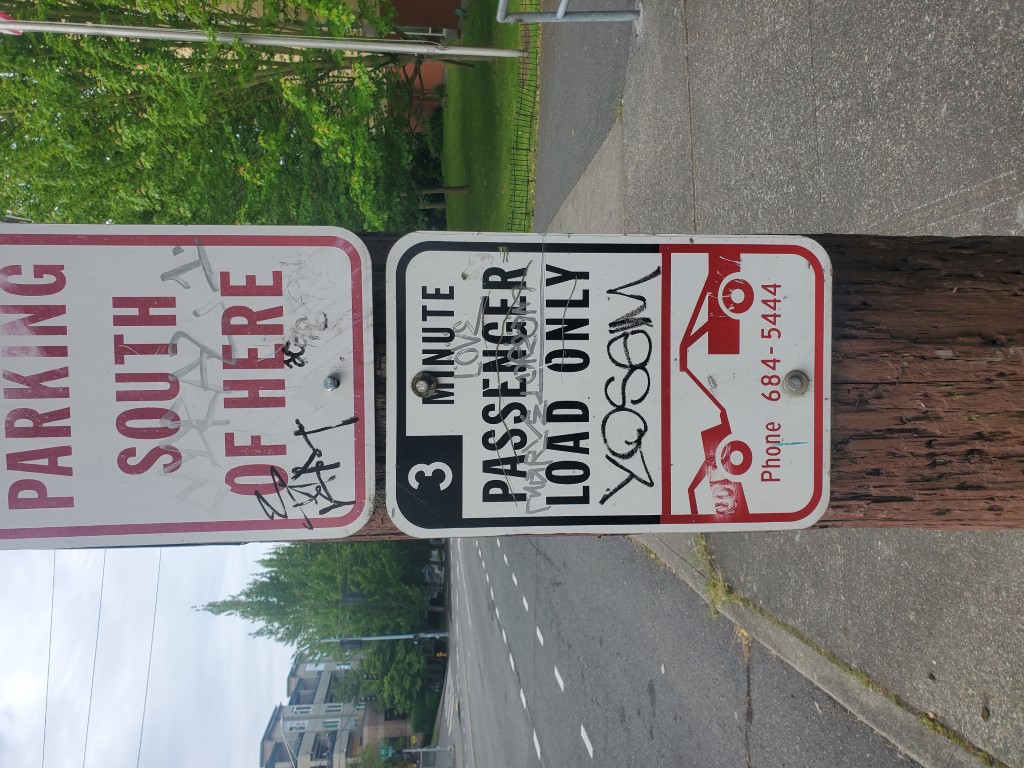 PARKING
SOUTH
OF HERE
3 MINUTE
LOVE
PASSENGER
LOAD ONLY
YOSEM
Phone 684-5444